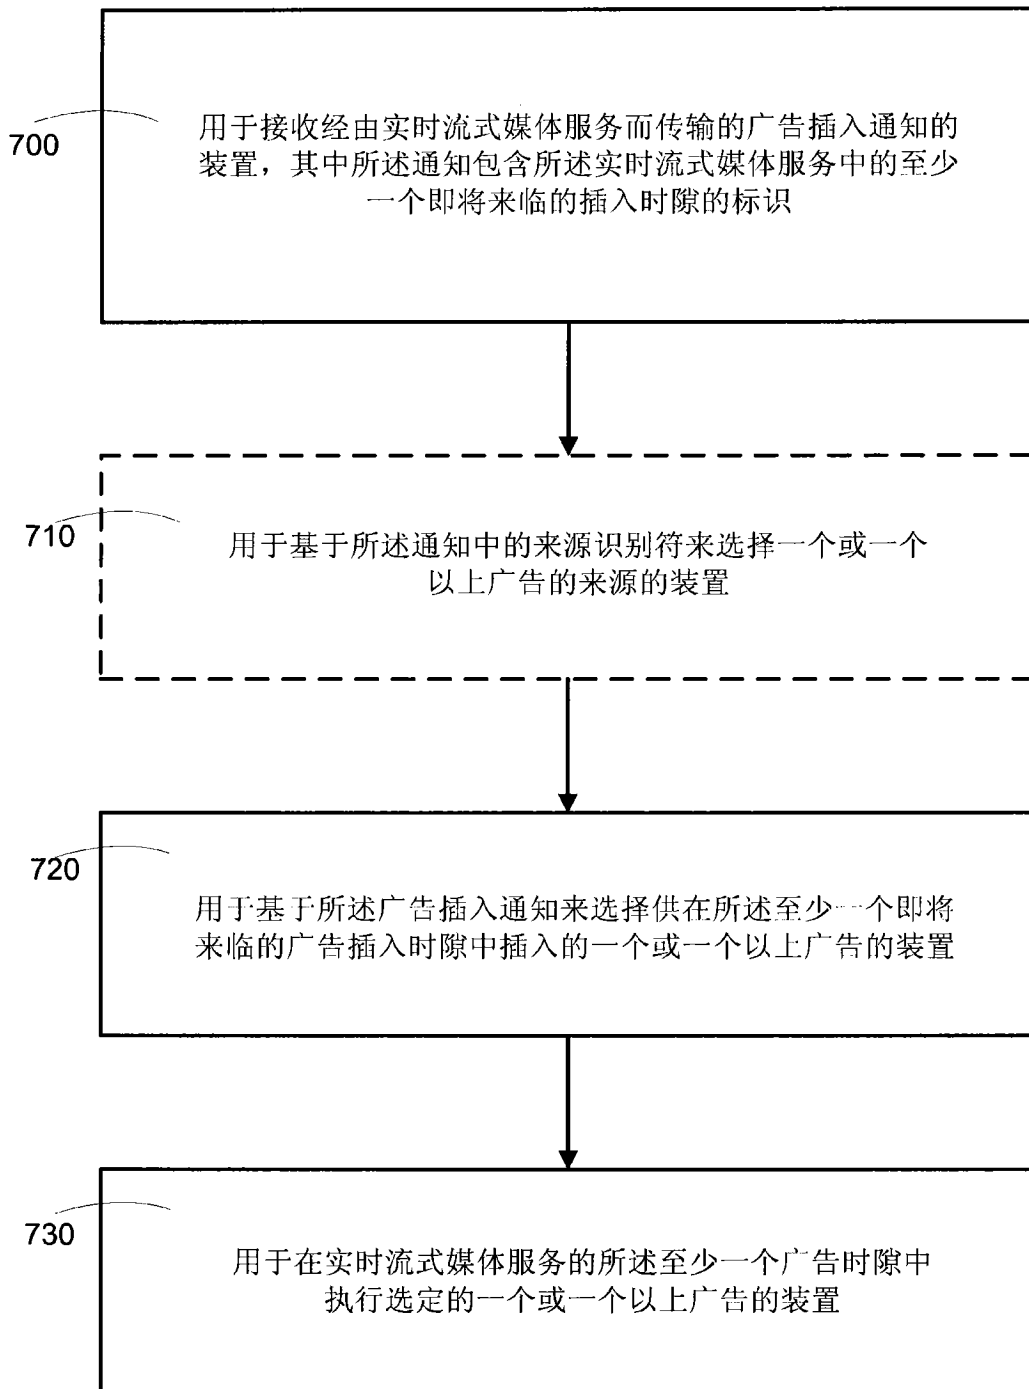 700
用于接收经由实时流式媒体服务而传输的广告插入通知的
装置，其中所述通知包含所述实时流式媒体服务中的至少
一个即将来临的插入时隙的标识
710
用于基于所述通知中的来源识别符来选择一个或一个
以上广告的来源的装置
720
用于基于所述广告插入通知来选择供在所述至少一个即将
来临的广告插入时隙中插入的一个或一个以上广告的装置
730
用于在实时流式媒体服务的所述至少一个广告时隙中
执行选定的一个或一个以上广告的装置